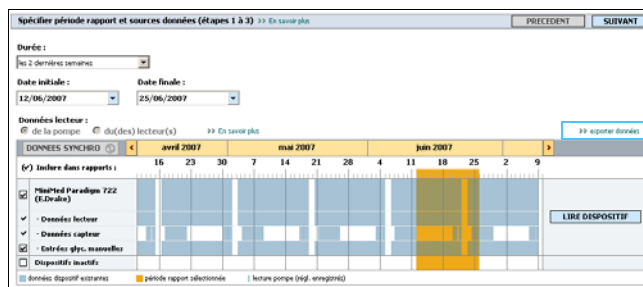 Spécifier période rapport et sources données (étapes 1 à 3) >> En savoir plus
PRECEDENT
SUIVANT
Durée :
les 2 dernières semaines
Date initiale :
Date finale :
12/06/2007
25/06/2007
Données lecteur :
de la pompe
du(des) lecteur(s)
>> En savoir plus
>> exporter données
DONNEES SYNCHRO
avril 2007
mai 2007
juin 2007
(✓) Inclure dans rapports :
16 23 30 7 14 21 28 4 11 18 25 2 9
MiniMed Paradigm 722
(E.Drake)
- Données lecteur
LIRE DISPOSITIF
- Données capteur
- Entrées glyc. manuelles
Dispositifs inactifs
données dispositif existantes
période rapport sélectionnée
lecture pompe (régl. enregistrés)